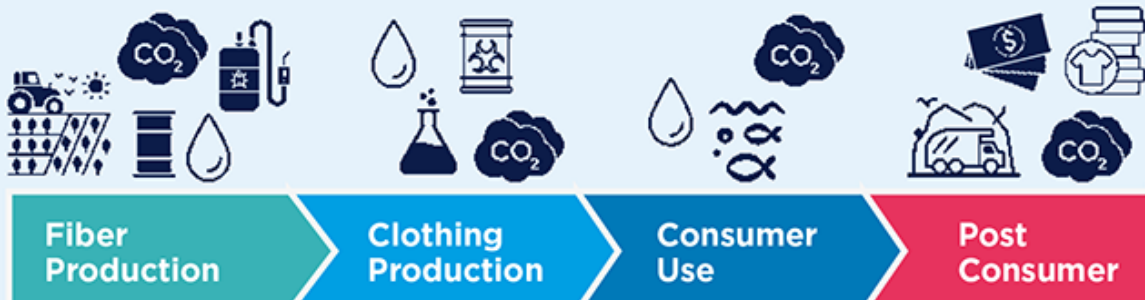 CO2
CO2
CO2
$
CO2
Fiber
Production
Clothing
Production
Consumer
Use
Post
Consumer